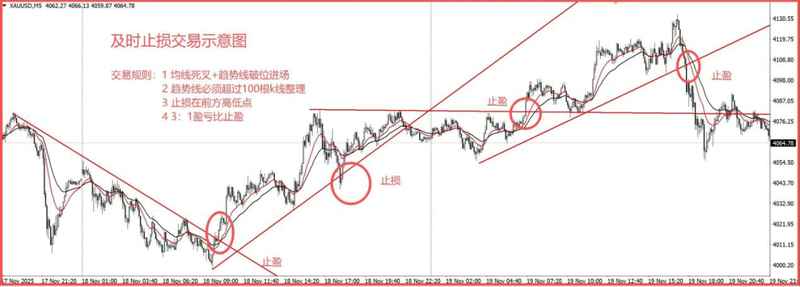 XAUUSD,M5 4062.27 4066.13 4059.87 4064.78
及时止损交易示意图
交易规则：1 均线死叉+趋势线破位进场
2 趋势线必须超过100根k线整理
3 止损在前方高低点
4 3：1盈亏比止盈
止盈
止损
止盈
止盈
4130.55
4119.75
4108.80
4098.00
4087.05
4076.25
4064.78
4054.50
4043.70
4032.75
4021.95
4011.00
4000.20
17 Nov 2025
17 Nov 21:20
18 Nov 01:00
18 Nov 03:40
18 Nov 06:20
18 Nov 09:00
18 Nov 11:40
18 Nov 14:20
18 Nov 17:00
18 Nov 19:40
18 Nov 22:20
19 Nov 02:00
19 Nov 04:40
19 Nov 07:20
19 Nov 10:00
19 Nov 12:40
19 Nov 15:20
19 Nov 18:00
19 Nov 20:40
19 Nov 23